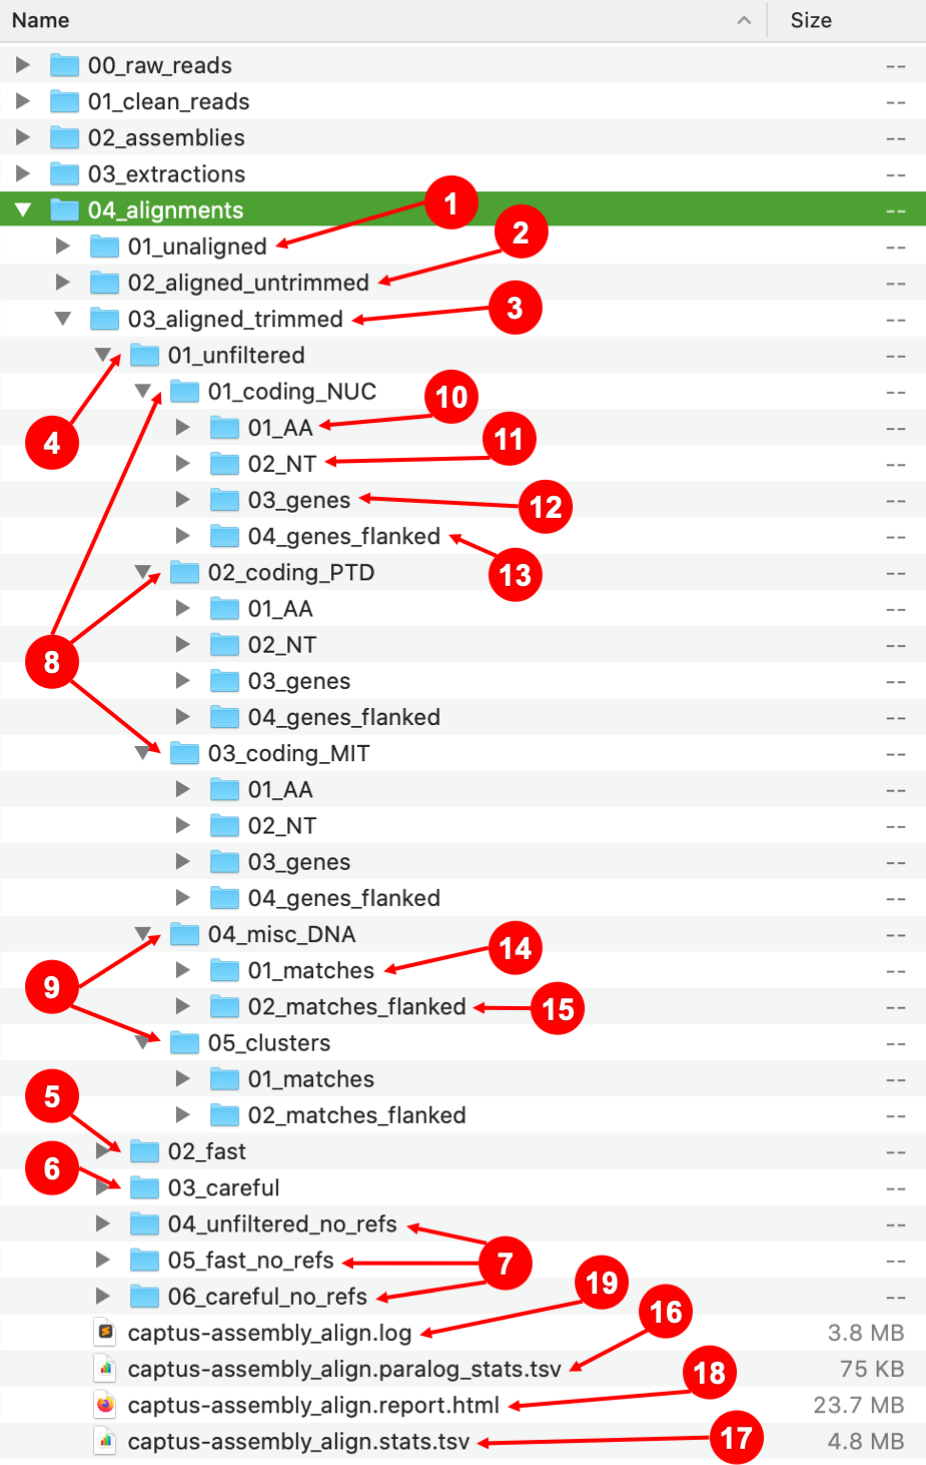 Name Size
00_raw_reads --
01_clean_reads --
02_assemblies --
03_extractions --
04_alignments --
1
01_unaligned --
2
02_aligned_untrimmed --
03_aligned_trimmed 3 --
01_unfiltered --
01_coding_NUC 10 --
4
01_AA --
11
02_NT --
03_genes 12 --
04_genes_flanked --
02_coding_PTD 13 --
01_AA --
02_NT --
8
03_genes --
04_genes_flanked --
03_coding_MIT --
01_AA --
02_NT --
03_genes --
04_genes_flanked --
04_misc_DNA --
14
01_matches --
9
02_matches_flanked 15 --
05_clusters --
01_matches --
5
02_matches_flanked --
02_fast --
6
03_careful --
04_unfiltered_no_refs --
05_fast_no_refs 7 --
19
06_careful_no_refs --
16
captus-assembly_align.log 3.8 MB
captus-assembly_align.paralog_stats.tsv 75 KB
18
captus-assembly_align.report.html 23.7 MB
captus-assembly_align.stats.tsv 17 4.8 MB